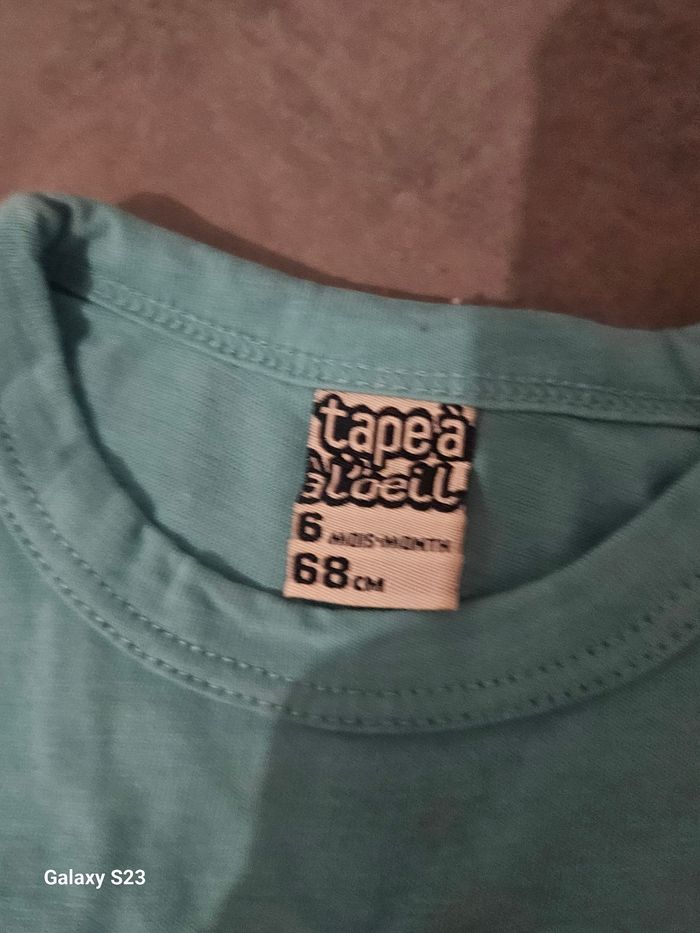 tape à
à l'oeil
6 MOIS-MONTH
68 CM
Galaxy S23